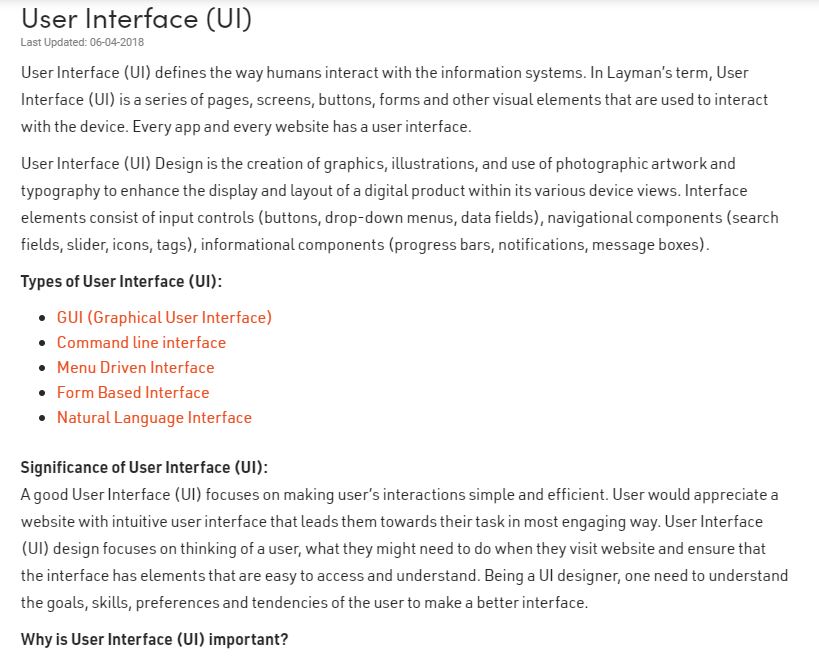 User Interface (UI)
Last Updated: 06-04-2018
User Interface (UI) defines the way humans interact with the information systems. In Layman's term, User
Interface (UI) is a series of pages, screens, buttons, forms and other visual elements that are used to interact
with the device. Every app and every website has a user interface.
User Interface (UI) Design is the creation of graphics, illustrations, and use of photographic artwork and
typography to enhance the display and layout of a digital product within its various device views. Interface
elements consist of input controls (buttons, drop-down menus, data fields), navigational components (search
fields, slider, icons, tags), informational components (progress bars, notifications, message boxes).
Types of User Interface (UI):
• GUI (Graphical User Interface)
• Command line interface
• Menu Driven Interface
• Form Based Interface
• Natural Language Interface
Significance of User Interface (UI):
A good User Interface (UI) focuses on making user's interactions simple and efficient. User would appreciate a
website with intuitive user interface that leads them towards their task in most engaging way. User Interface
(UI) design focuses on thinking of a user, what they might need to do when they visit website and ensure that
the interface has elements that are easy to access and understand. Being a UI designer, one need to understand
the goals, skills, preferences and tendencies of the user to make a better interface.
Why is User Interface (UI) important?